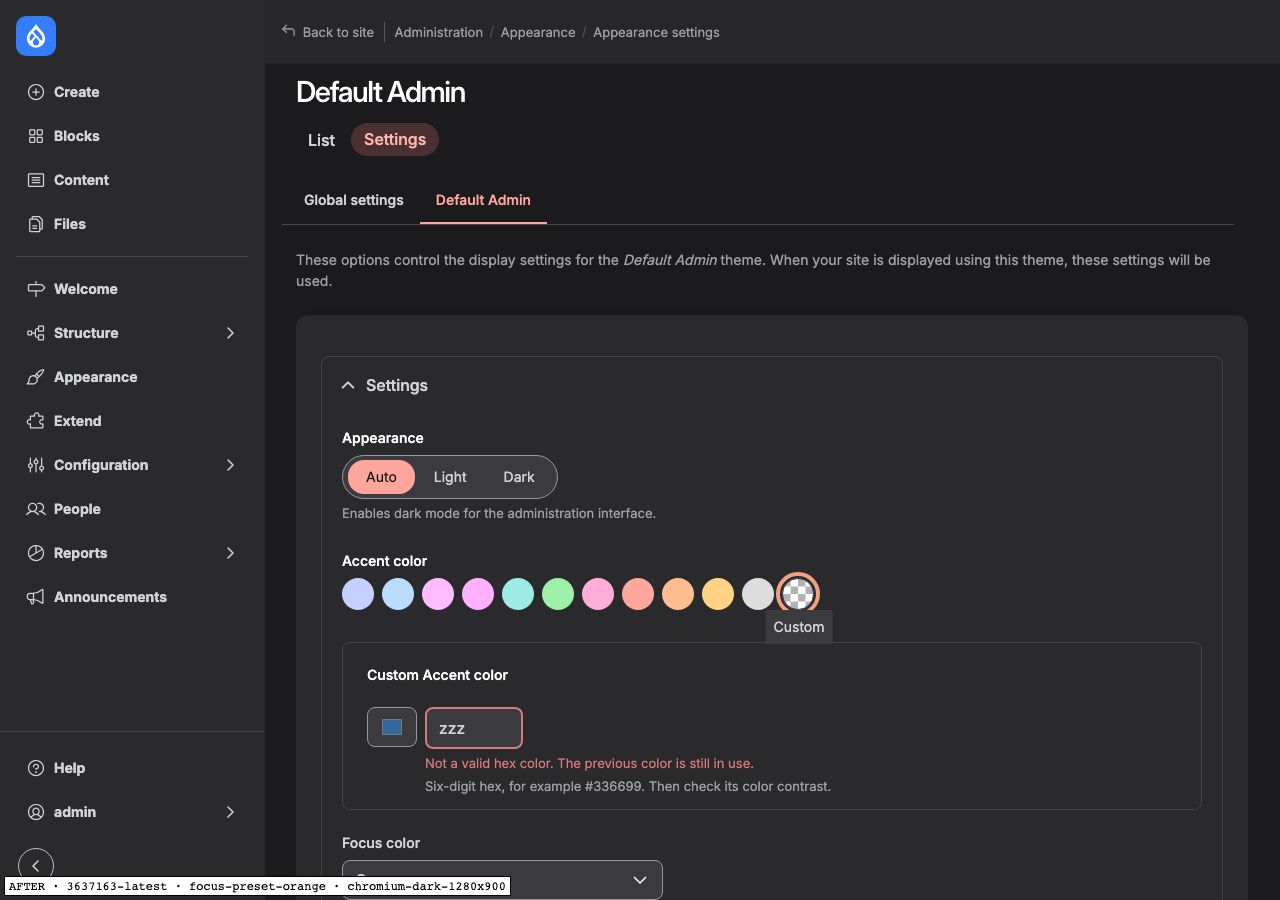 Back to site
Administration / Appearance / Appearance settings
Create
Blocks
Content
Files
Welcome
Structure
Appearance
Extend
Configuration
People
Reports
Announcements
Help
admin
Default Admin
List
Settings
Global settings
Default Admin
These options control the display settings for the Default Admin theme. When your site is displayed using this theme, these settings will be
used.
Settings
Appearance
Auto
Light
Dark
Enables dark mode for the administration interface.
Accent color
Custom
Custom Accent color
zzz
Not a valid hex color. The previous color is still in use.
Six-digit hex, for example #336699. Then check its color contrast.
Focus color
AFTER · 3637163-latest · focus-preset-orange · chromium-dark-1280x900